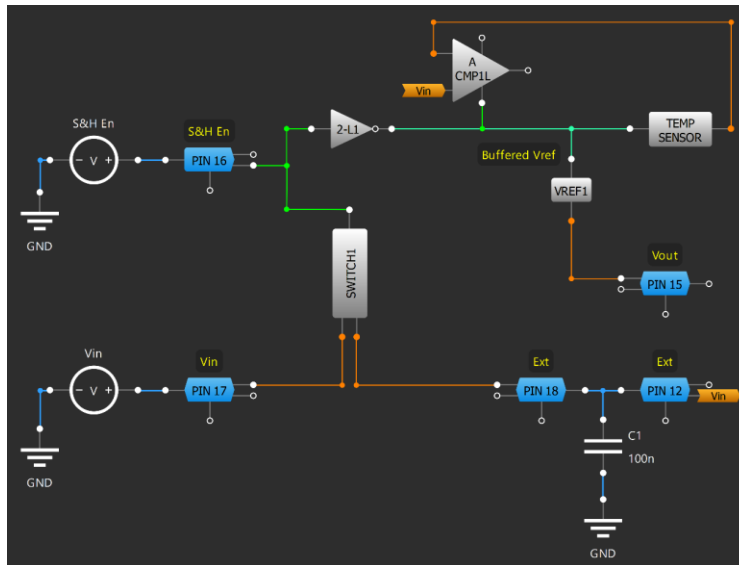 A
CMP1L
Vin
S&H En
S&H En
2-L1
TEMP
SENSOR
− V +
PIN 16
Buffered Vref
VREF1
GND
SWITCH1
Vout
PIN 15
Vin
Vin
Ext
Ext
− V +
PIN 17
PIN 18
PIN 12
Vin
C1
100n
GND
GND